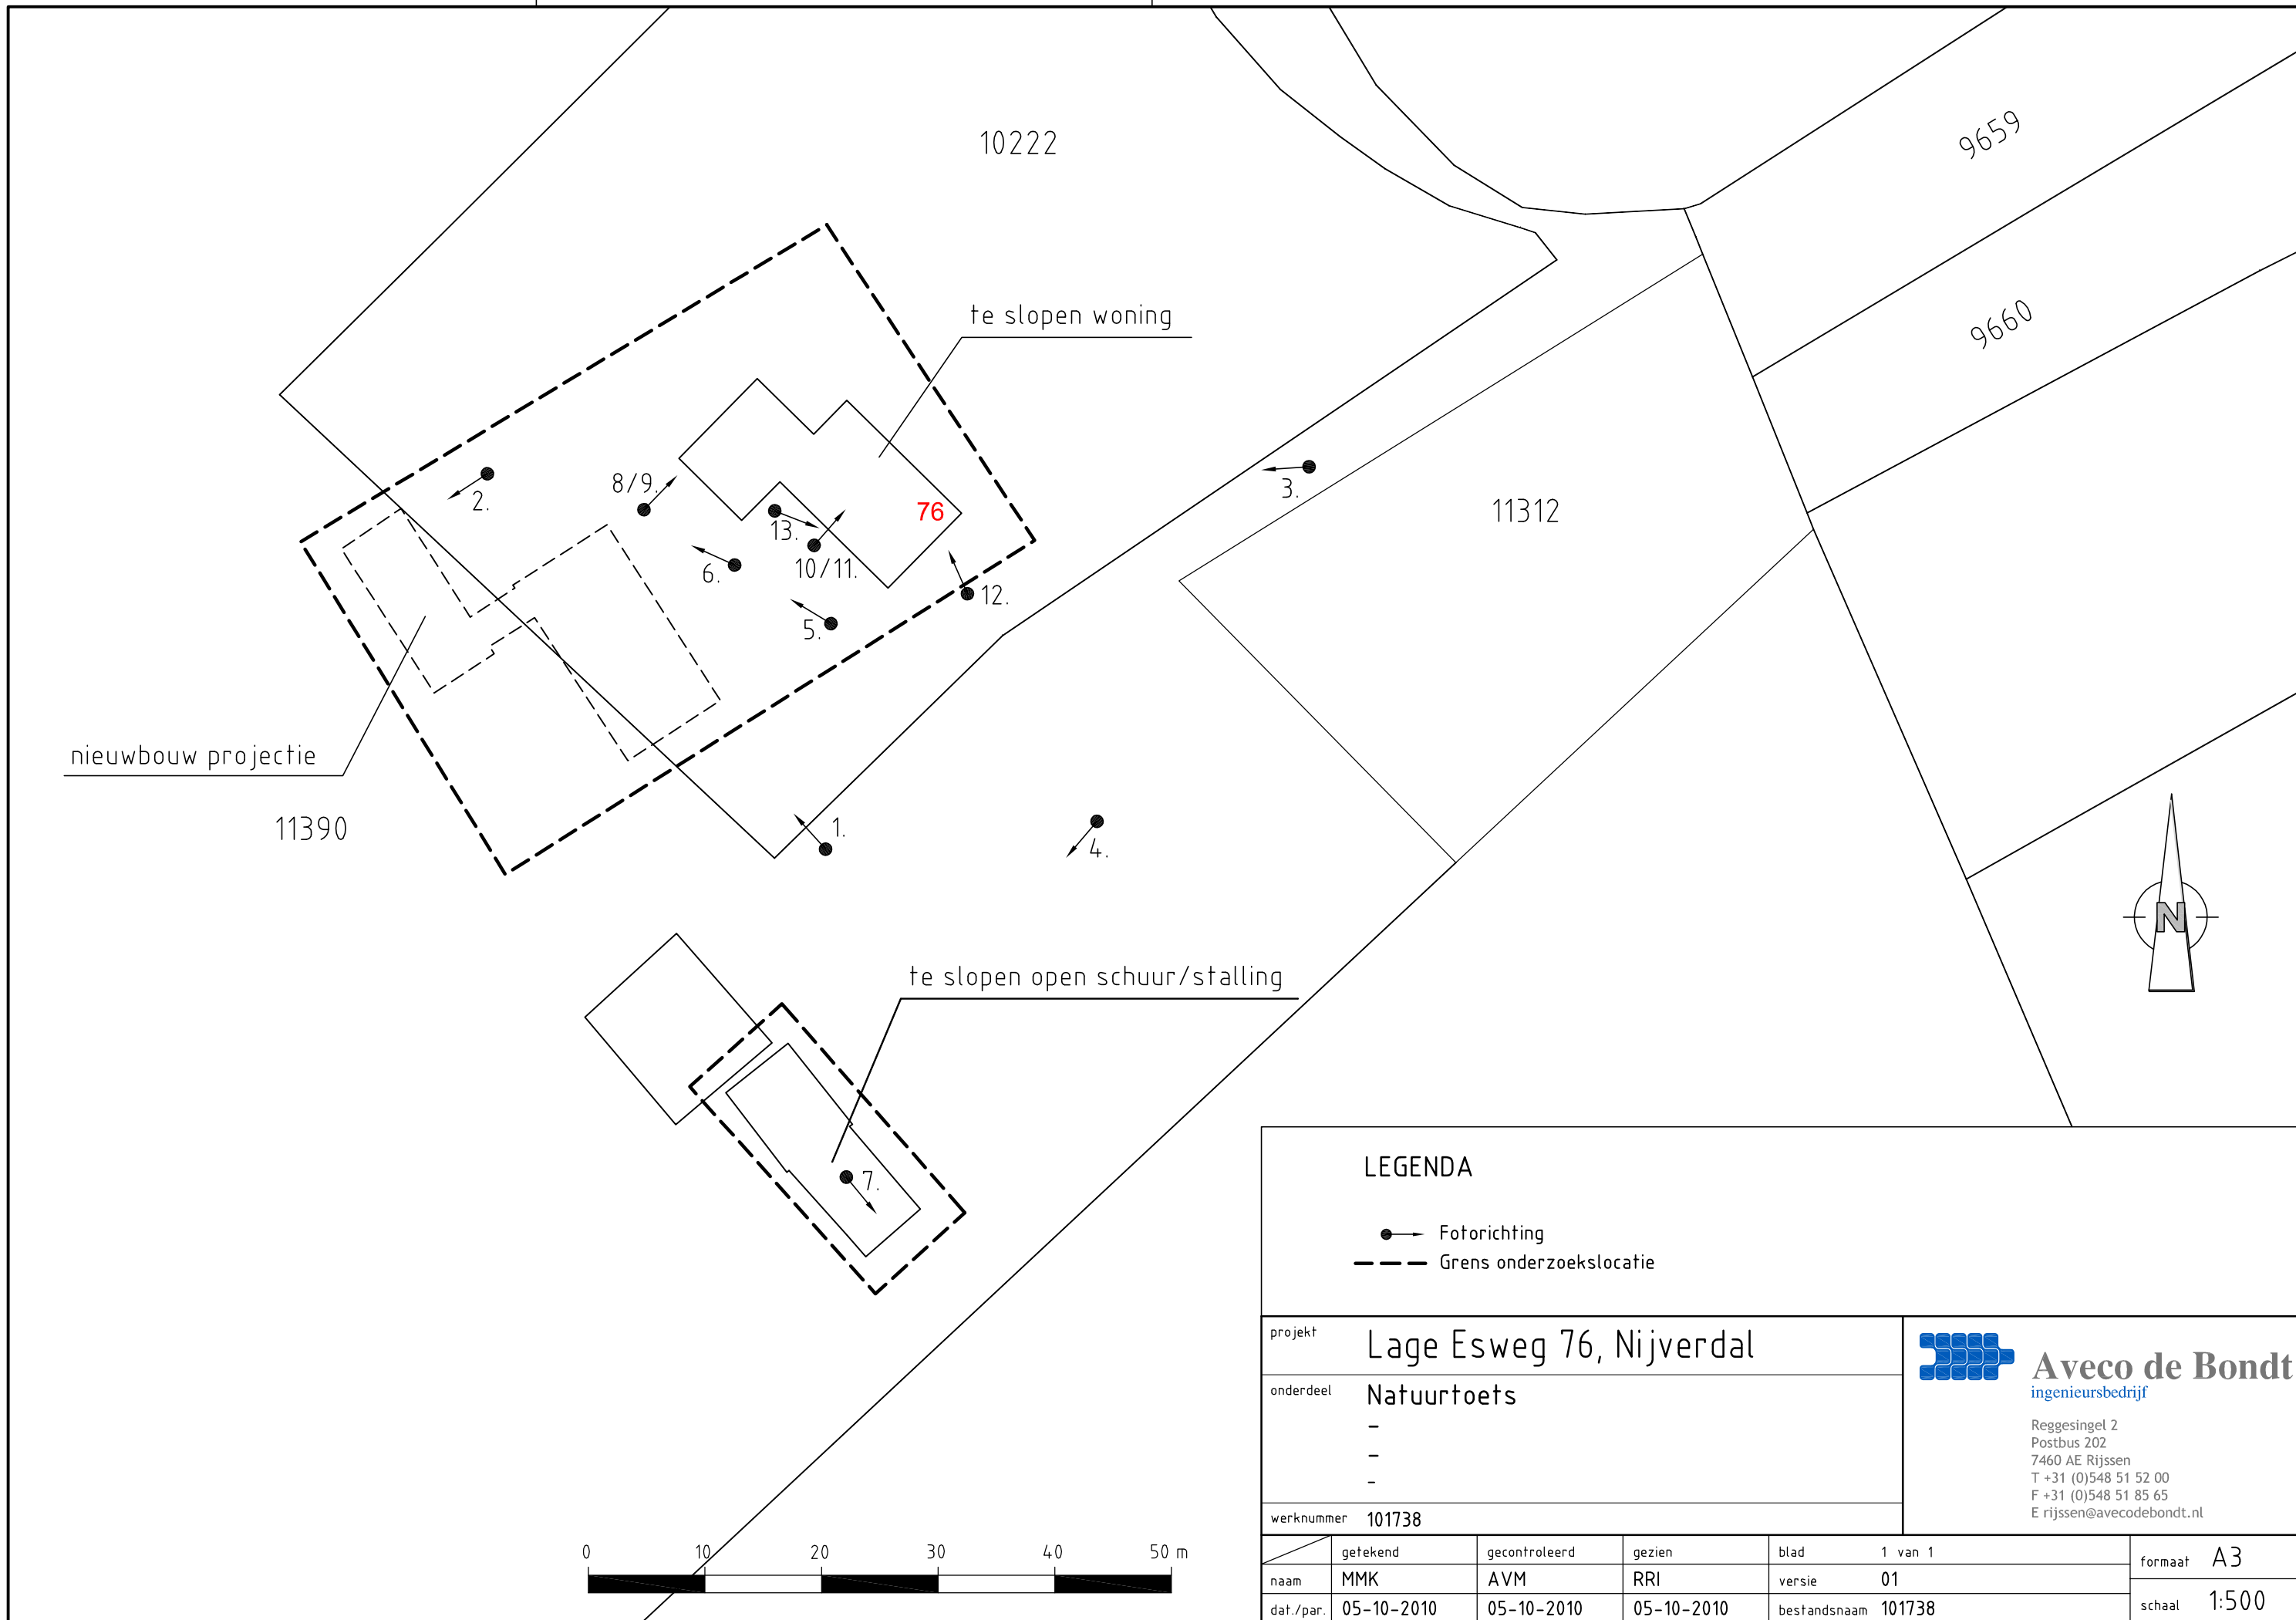 10222
9659
te slopen woning
9660
2.
8/9.
3.
76
11312
13.
10/11.
6.
12.
5.
nieuwbouw projectie
11390
1.
4.
N
te slopen open schuur/stalling
7.
LEGENDA
Fotorichting
Grens onderzoekslocatie
projekt Lage Esweg 76, Nijverdal
onderdeel Natuurtoets
-
-
-
werknummer 101738
Aveco de Bondt
ingenieursbedrijf
Reggesingel 2
Postbus 202
7460 AE Rijssen
T +31 (0)548 51 52 00
F +31 (0)548 51 85 65
E rijssen@avecodebondt.nl
0 10 20 30 40 50 m
getekend gecontroleerd gezien blad 1 van 1
naam MMK AVM RRI versie 01
dat./par. 05-10-2010 05-10-2010 05-10-2010 bestandsnaam 101738
formaat A3
schaal 1:500